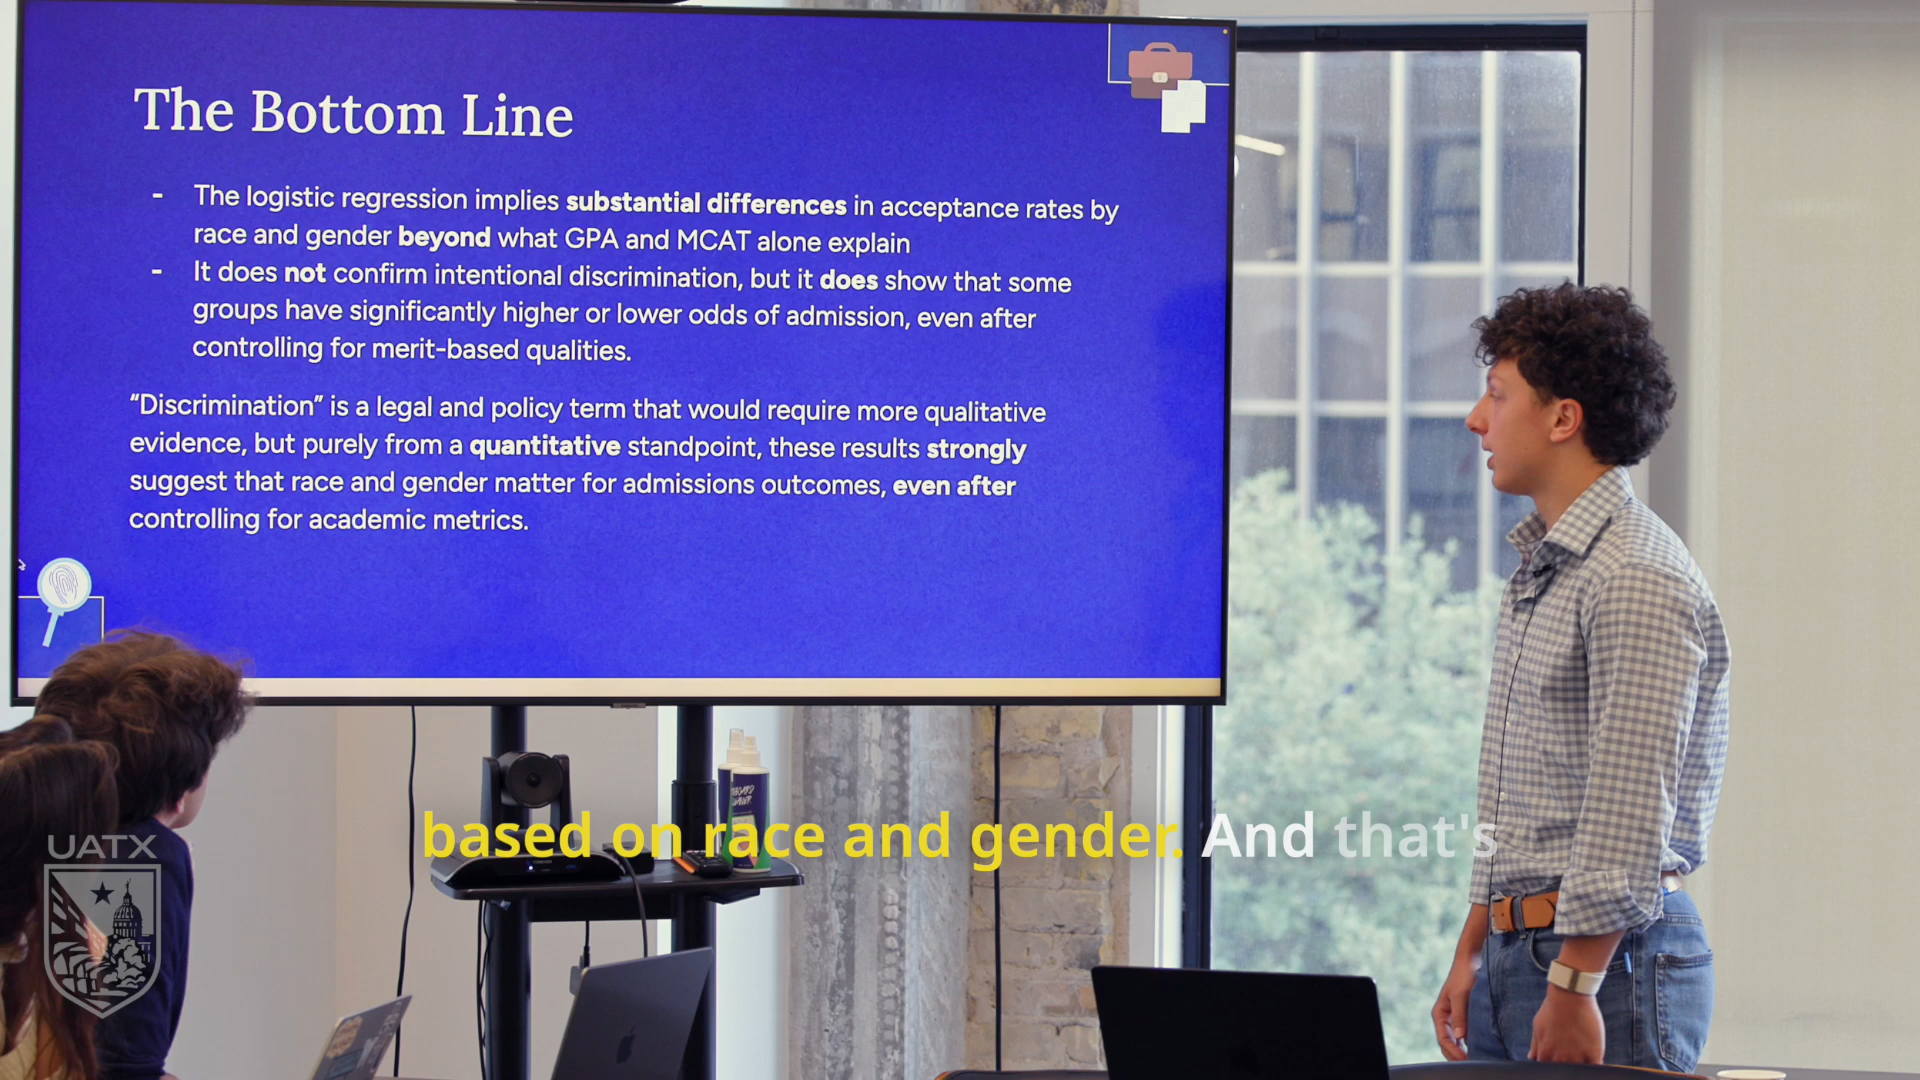 The Bottom Line
- The logistic regression implies substantial differences in acceptance rates by
race and gender beyond what GPA and MCAT alone explain
- It does not confirm intentional discrimination, but it does show that some
groups have significantly higher or lower odds of admission, even after
controlling for merit-based qualities.
“Discrimination” is a legal and policy term that would require more qualitative
evidence, but purely from a quantitative standpoint, these results strongly
suggest that race and gender matter for admissions outcomes, even after
controlling for academic metrics.
based on race and gender. And that's
UATX